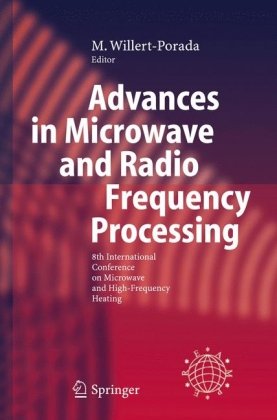 M. Willert-Porada
Editor
Advances
in Microwave
and Radio
Frequency
Processing
8th International
Conference
on Microwave
and High-Frequency
Heating
Springer